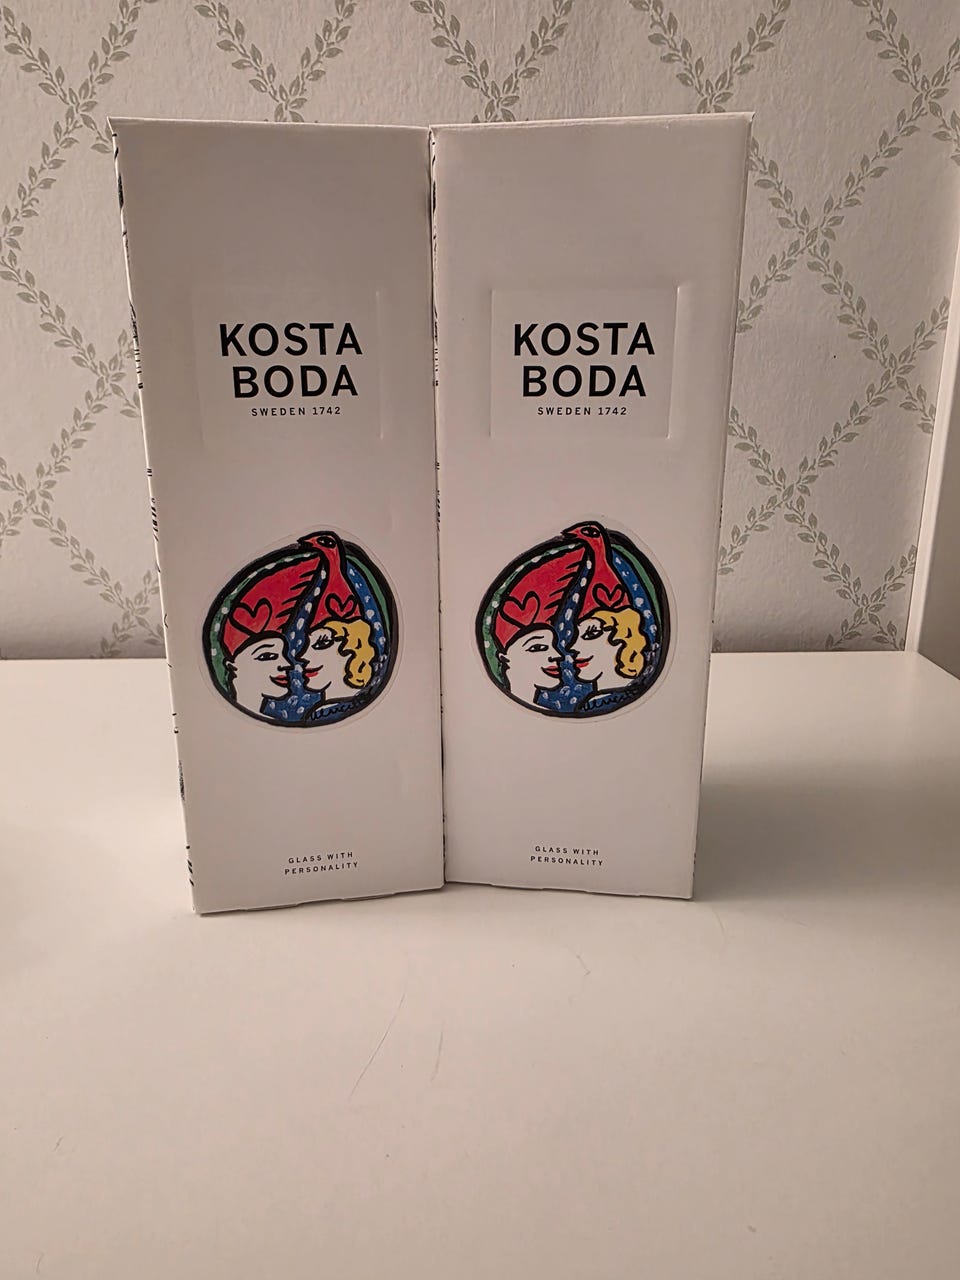 KOSTA
BODA
SWEDEN 1742
GLASS WITH
PERSONALITY
KOSTA
BODA
SWEDEN 1742
GLASS WITH
PERSONALITY